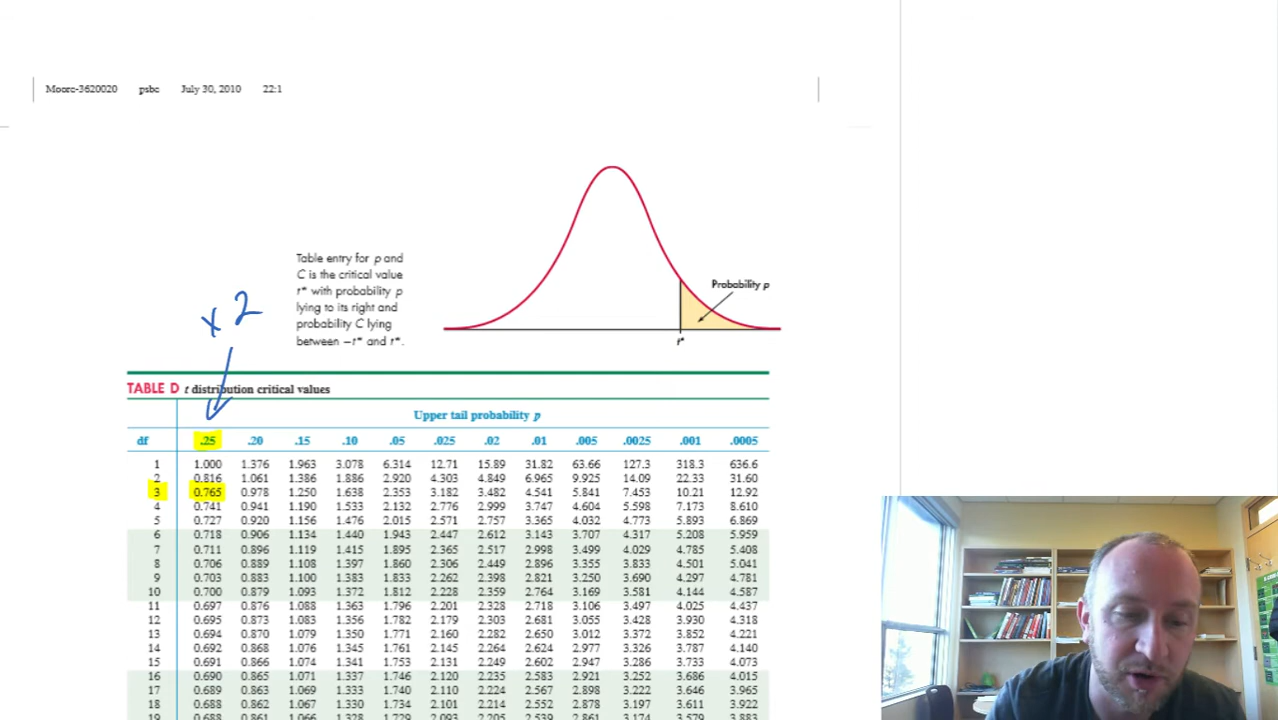 Moore-3620020 psbe July 30, 2010 22:1
Table entry for p and
C is the critical value
t* with probability p
lying to its right and
probability C lying
between −t* and t*.
Probability p
t*
x 2
TABLE D t distribution critical values
Upper tail probability p
df .25 .20 .15 .10 .05 .025 .02 .01 .005 .0025 .001 .0005
1 1.000 1.376 1.963 3.078 6.314 12.71 15.89 31.82 63.66 127.3 318.3 636.6
2 0.816 1.061 1.386 1.886 2.920 4.303 4.849 6.965 9.925 14.09 22.33 31.60
3 0.765 0.978 1.250 1.638 2.353 3.182 3.482 4.541 5.841 7.453 10.21 12.92
4 0.741 0.941 1.190 1.533 2.132 2.776 2.999 3.747 4.604 5.598 7.173 8.610
5 0.727 0.920 1.156 1.476 2.015 2.571 2.757 3.365 4.032 4.773 5.893 6.869
6 0.718 0.906 1.134 1.440 1.943 2.447 2.612 3.143 3.707 4.317 5.208 5.959
7 0.711 0.896 1.119 1.415 1.895 2.365 2.517 2.998 3.499 4.029 4.785 5.408
8 0.706 0.889 1.108 1.397 1.860 2.306 2.449 2.896 3.355 3.833 4.501 5.041
9 0.703 0.883 1.100 1.383 1.833 2.262 2.398 2.821 3.250 3.690 4.297 4.781
10 0.700 0.879 1.093 1.372 1.812 2.228 2.359 2.764 3.169 3.581 4.144 4.587
11 0.697 0.876 1.088 1.363 1.796 2.201 2.328 2.718 3.106 3.497 4.025 4.437
12 0.695 0.873 1.083 1.356 1.782 2.179 2.303 2.681 3.055 3.428 3.930 4.318
13 0.694 0.870 1.079 1.350 1.771 2.160 2.282 2.650 3.012 3.372 3.852 4.221
14 0.692 0.868 1.076 1.345 1.761 2.145 2.264 2.624 2.977 3.326 3.787 4.140
15 0.691 0.866 1.074 1.341 1.753 2.131 2.249 2.602 2.947 3.286 3.733 4.073
16 0.690 0.865 1.071 1.337 1.746 2.120 2.235 2.583 2.921 3.252 3.686 4.015
17 0.689 0.863 1.069 1.333 1.740 2.110 2.224 2.567 2.898 3.222 3.646 3.965
18 0.688 0.862 1.067 1.330 1.734 2.101 2.214 2.552 2.878 3.197 3.611 3.922
19 0.688 0.861 1.066 1.328 1.729 2.093 2.205 2.539 2.861 3.174 3.579 3.883